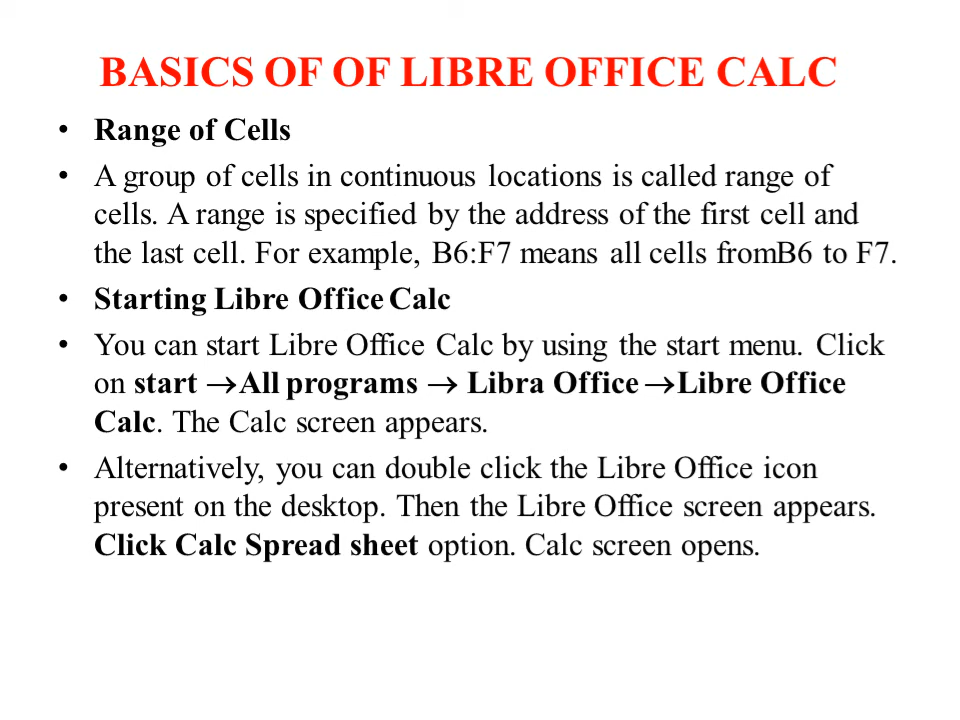 BASICS OF OF LIBRE OFFICE CALC
• Range of Cells
• A group of cells in continuous locations is called range of
cells. A range is specified by the address of the first cell and
the last cell. For example, B6:F7 means all cells fromB6 to F7.
• Starting Libre Office Calc
• You can start Libre Office Calc by using the start menu. Click
on start →All programs → Libra Office →Libre Office
Calc. The Calc screen appears.
• Alternatively, you can double click the Libre Office icon
present on the desktop. Then the Libre Office screen appears.
Click Calc Spread sheet option. Calc screen opens.